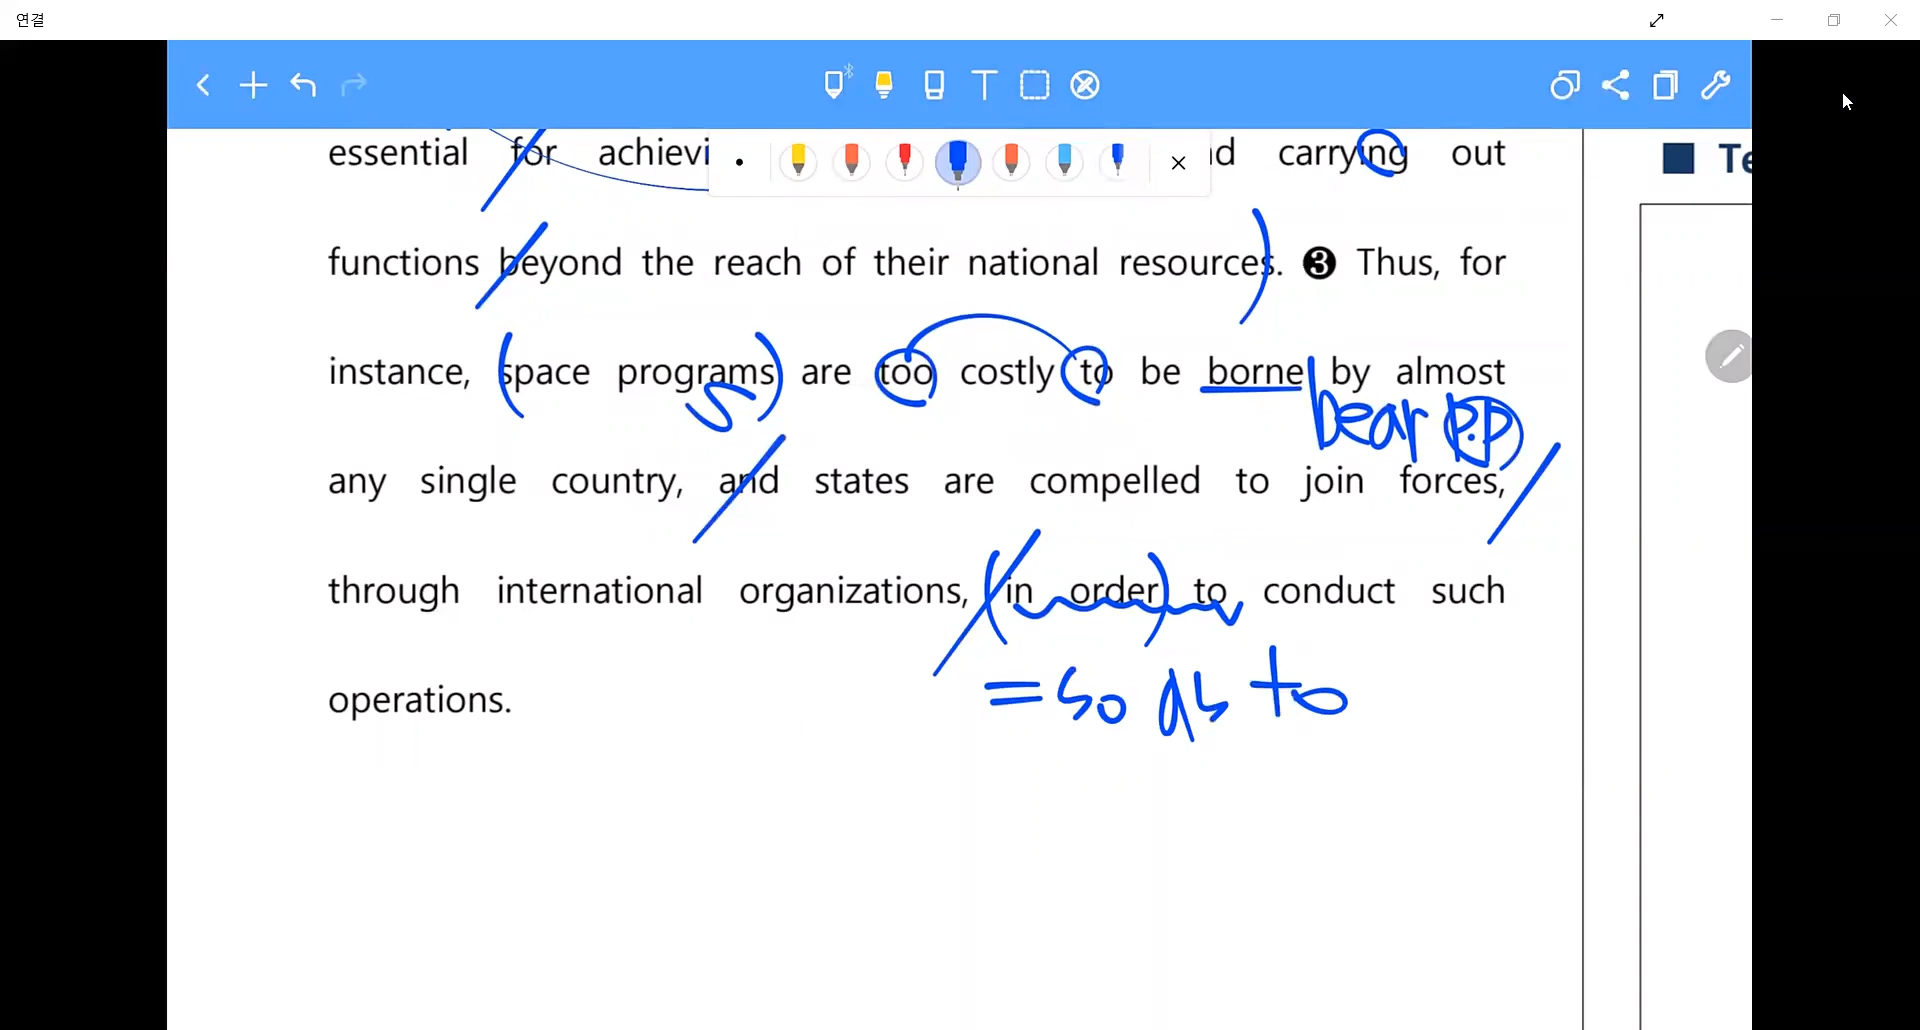 연결
essential for achievi d carrying out
■ Te
functions beyond the reach of their national resources. ❸ Thus, for
instance, (space programs) are too costly to be borne by almost
S
bear p.p
any single country, and states are compelled to join forces,
through international organizations, (in order) to conduct such
= so as to
operations.